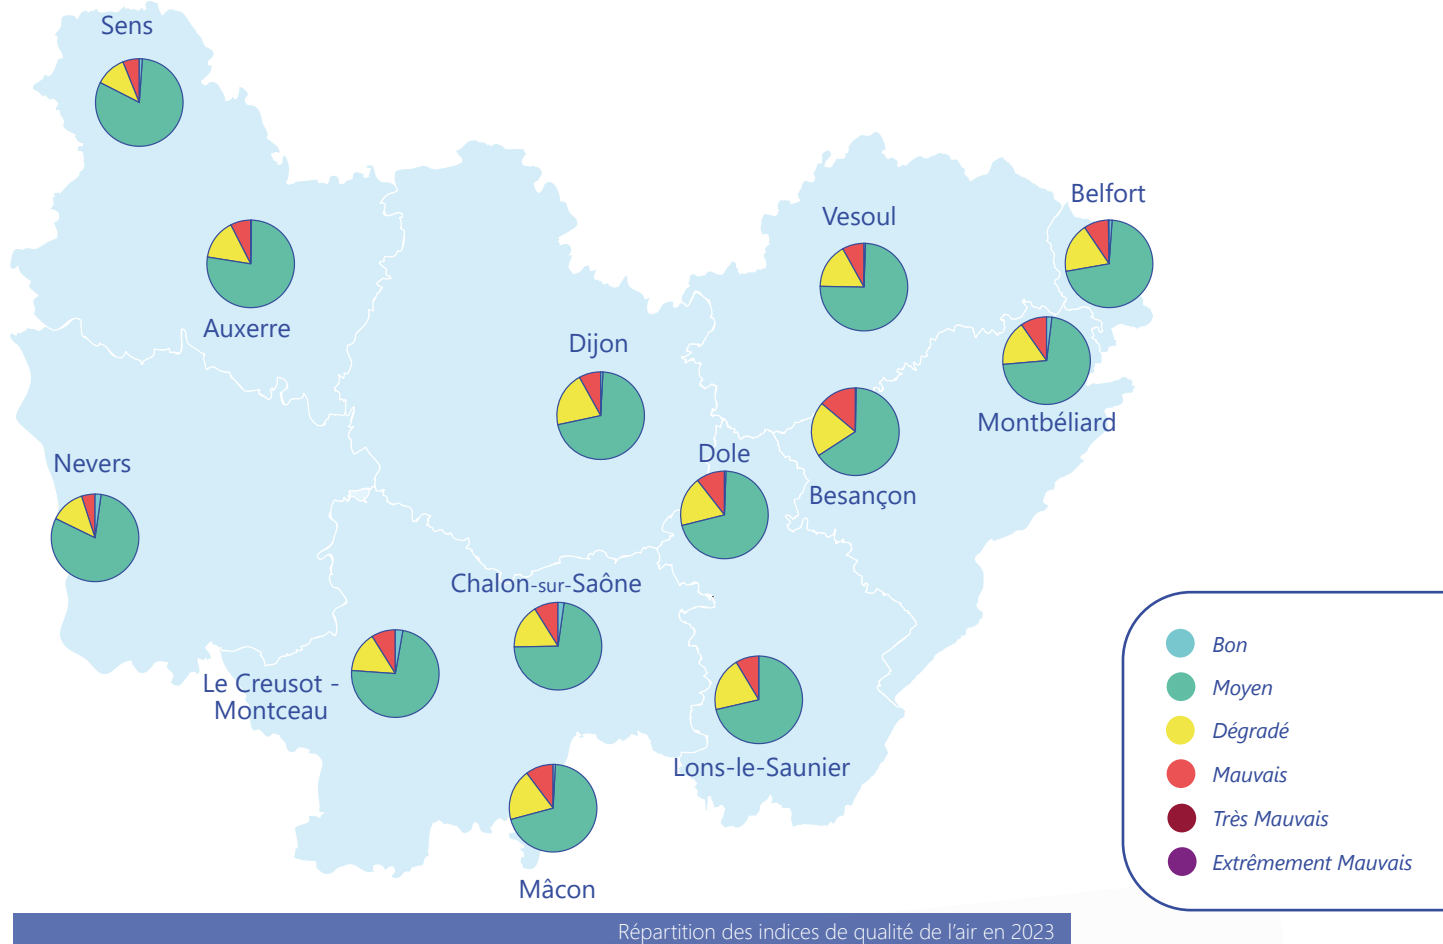 Sens
Belfort
Vesoul
Auxerre
Dijon
Montbéliard
Nevers
Dole
Besançon
Chalon-sur-Saône
Le Creusot -
Montceau
Lons-le-Saunier
Mâcon
Bon
Moyen
Dégradé
Mauvais
Très Mauvais
Extrêmement Mauvais
Répartition des indices de qualité de l'air en 2023